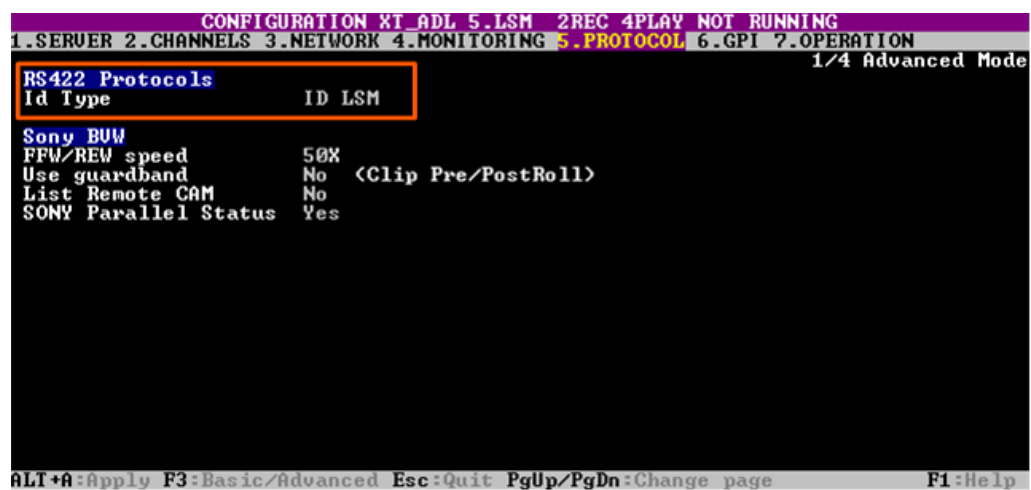 CONFIGURATION XT_ADL 5.LSM 2REC 4PLAY NOT RUNNING
1.SERVER 2.CHANNELS 3.NETWORK 4.MONITORING 5.PROTOCOL 6.GPI 7.OPERATION
1/4 Advanced Mode
RS422 Protocols
Id Type ID LSM
Sony BVW
FFW/REW speed 50X
Use guardband No <Clip Pre/PostRoll>
List Remote CAM No
SONY Parallel Status Yes
ALT+A:Apply F3:Basic/Advanced Esc:Quit PgUp/PgDn:Change page F1:Help